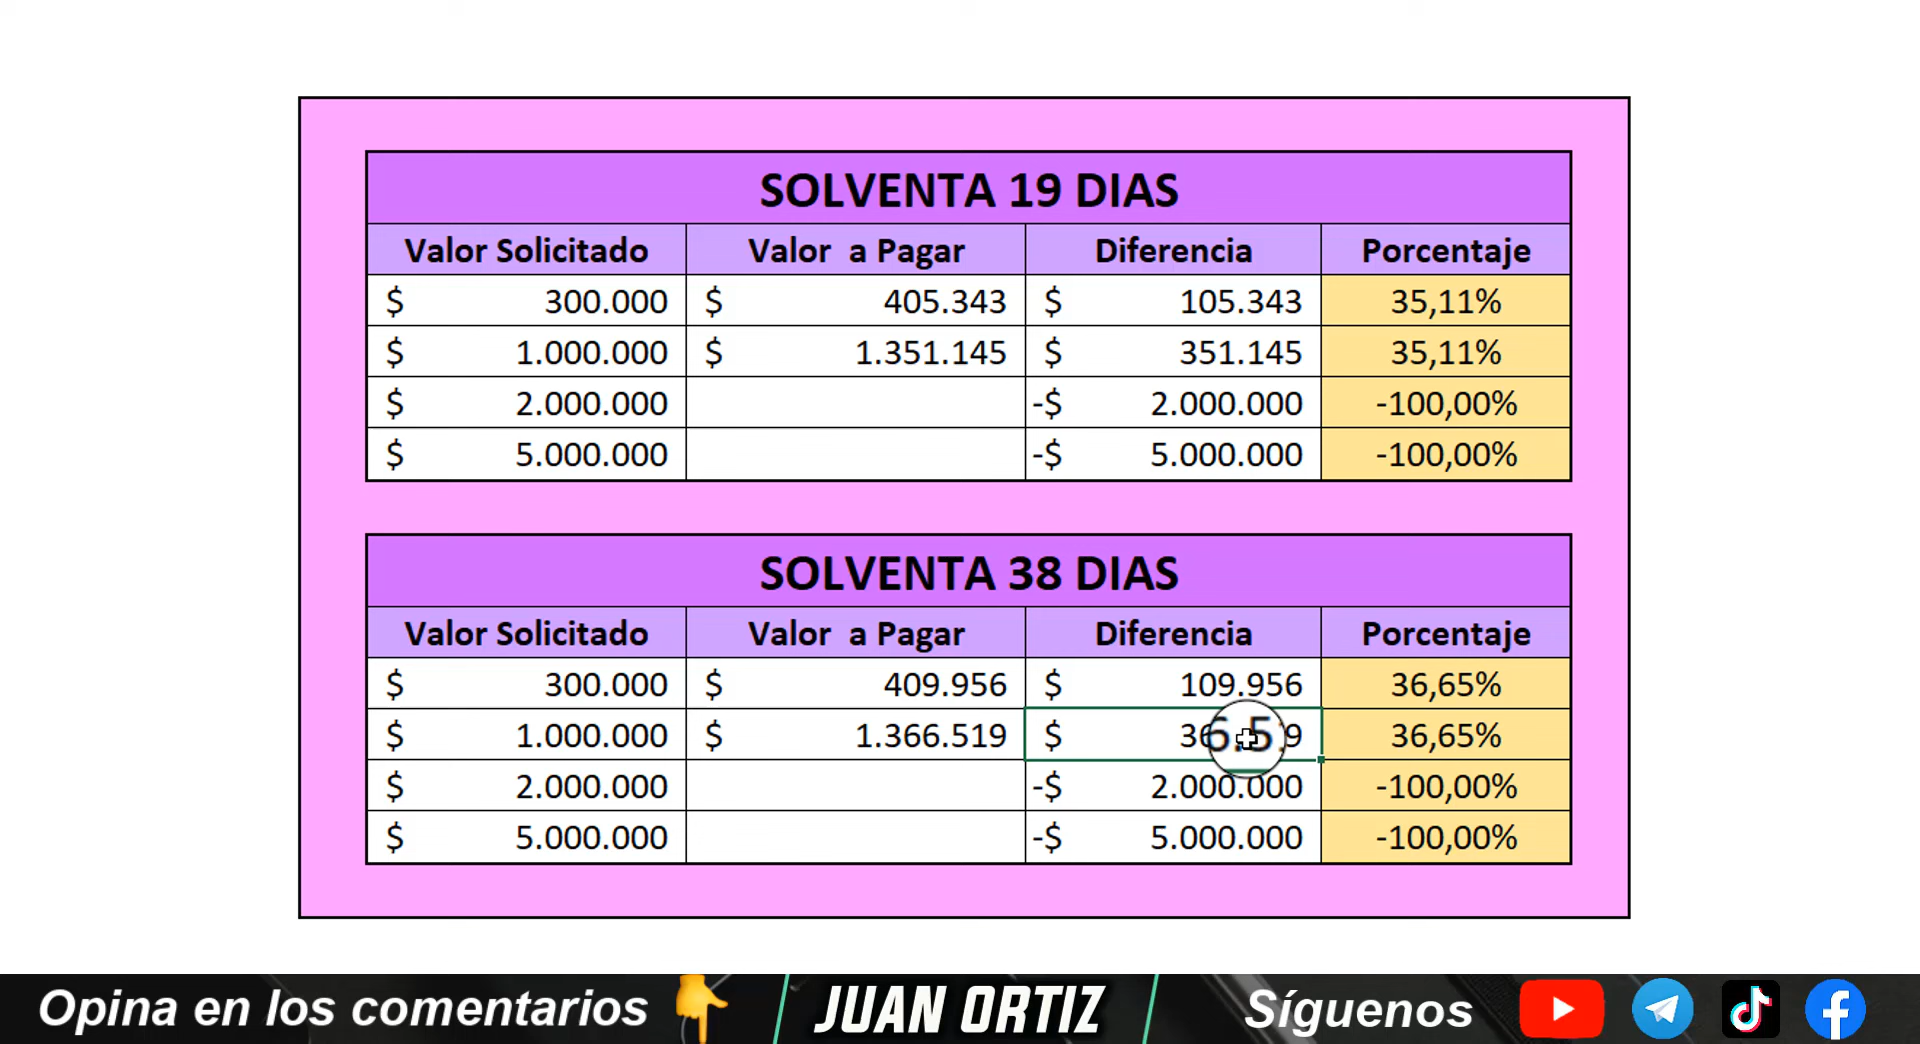 SOLVENTA 19 DIAS
Valor Solicitado Valor a Pagar Diferencia Porcentaje
$ 300.000 $ 405.343 $ 105.343 35,11%
$ 1.000.000 $ 1.351.145 $ 351.145 35,11%
$ 2.000.000 -$ 2.000.000 -100,00%
$ 5.000.000 -$ 5.000.000 -100,00%
SOLVENTA 38 DIAS
Valor Solicitado Valor a Pagar Diferencia Porcentaje
$ 300.000 $ 409.956 $ 109.956 36,65%
$ 1.000.000 $ 1.366.519 $ 366.519 36,65%
$ 2.000.000 -$ 2.000.000 -100,00%
$ 5.000.000 -$ 5.000.000 -100,00%
Opina en los comentarios JUAN ORTIZ Síguenos